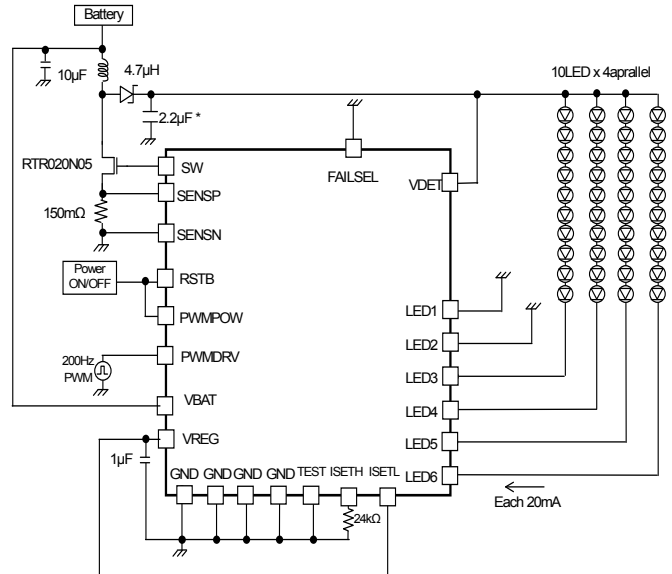 Battery
10μF
4.7μH
10LED x 4aprallel
2.2μF *
RTR020N05
SW
FAILSEL
VDET
SENSP
150mΩ
SENSN
Power
ON/OFF
RSTB
PWMPOW
LED1
LED2
200Hz
PWM
PWMDRV
LED3
VBAT
LED4
VREG
LED5
1μF
GND GND GND GND TEST ISETH ISETL
LED6
24kΩ
Each 20mA